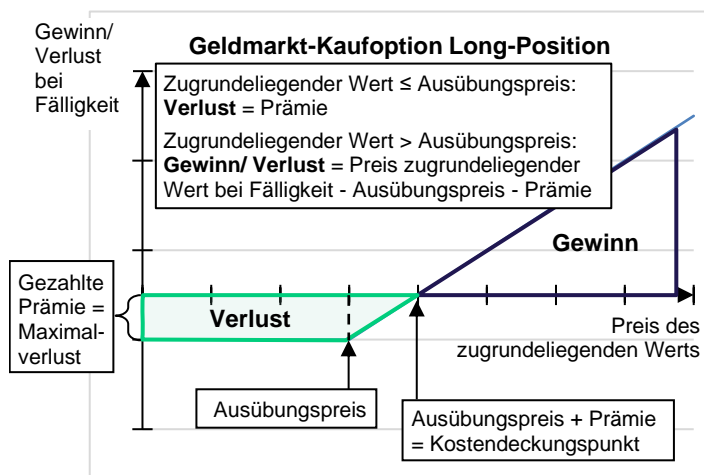 Gewinn/
Verlust
bei
Fälligkeit
Geldmarkt-Kaufoption Long-Position
Zugrundeliegender Wert ≤ Ausübungspreis:
Verlust = Prämie
Zugrundeliegender Wert > Ausübungspreis:
Gewinn/ Verlust = Preis zugrundeliegender
Wert bei Fälligkeit - Ausübungspreis - Prämie
Gewinn
Gezahlte
Prämie =
Maximal-
verlust
Verlust
Preis des
zugrundeliegenden Werts
Ausübungspreis
Ausübungspreis + Prämie
= Kostendeckungspunkt